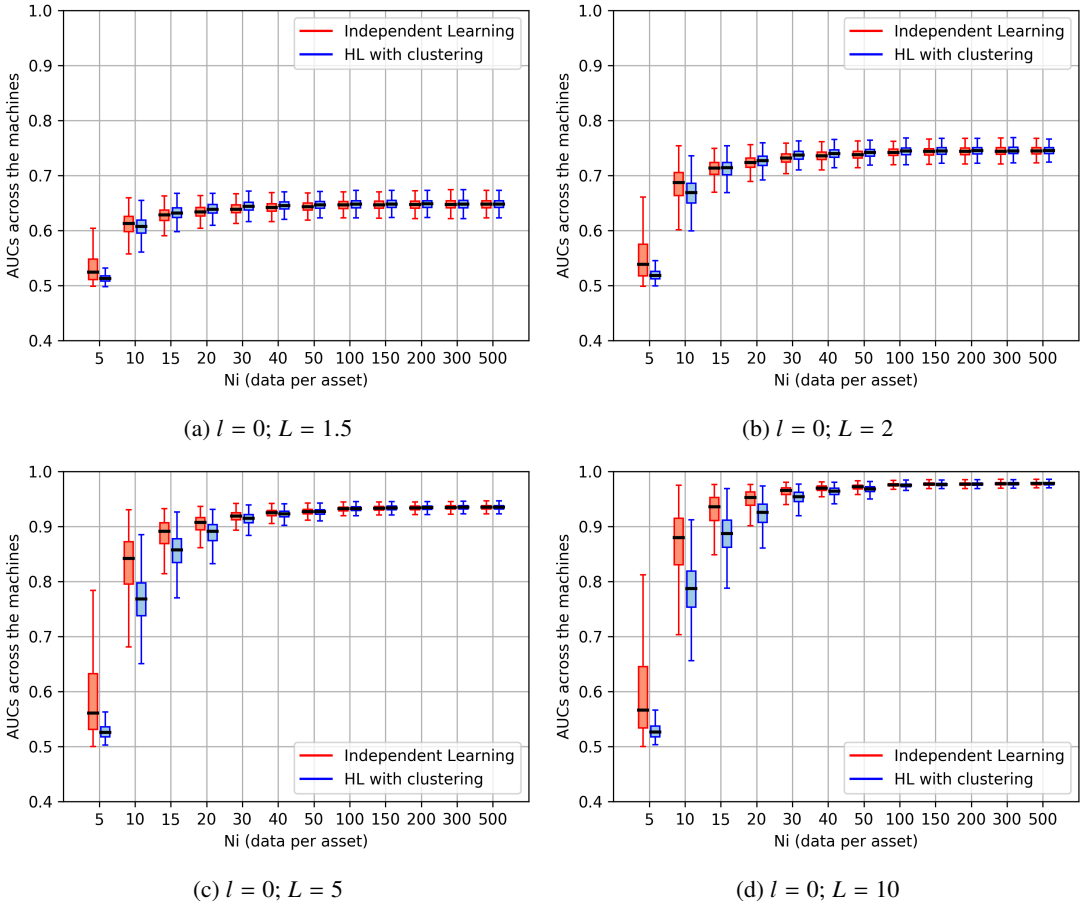 1.0
0.9
0.8
0.7
0.6
0.5
0.4
AUCs across the machines
Independent Learning
HL with clustering
5 10 15 20 30 40 50 100 150 200 300 500
Ni (data per asset)
(a) l = 0; L = 1.5
1.0
0.9
0.8
0.7
0.6
0.5
0.4
AUCs across the machines
Independent Learning
HL with clustering
5 10 15 20 30 40 50 100 150 200 300 500
Ni (data per asset)
(b) l = 0; L = 2
1.0
0.9
0.8
0.7
0.6
0.5
0.4
AUCs across the machines
Independent Learning
HL with clustering
5 10 15 20 30 40 50 100 150 200 300 500
Ni (data per asset)
(c) l = 0; L = 5
1.0
0.9
0.8
0.7
0.6
0.5
0.4
AUCs across the machines
Independent Learning
HL with clustering
5 10 15 20 30 40 50 100 150 200 300 500
Ni (data per asset)
(d) l = 0; L = 10